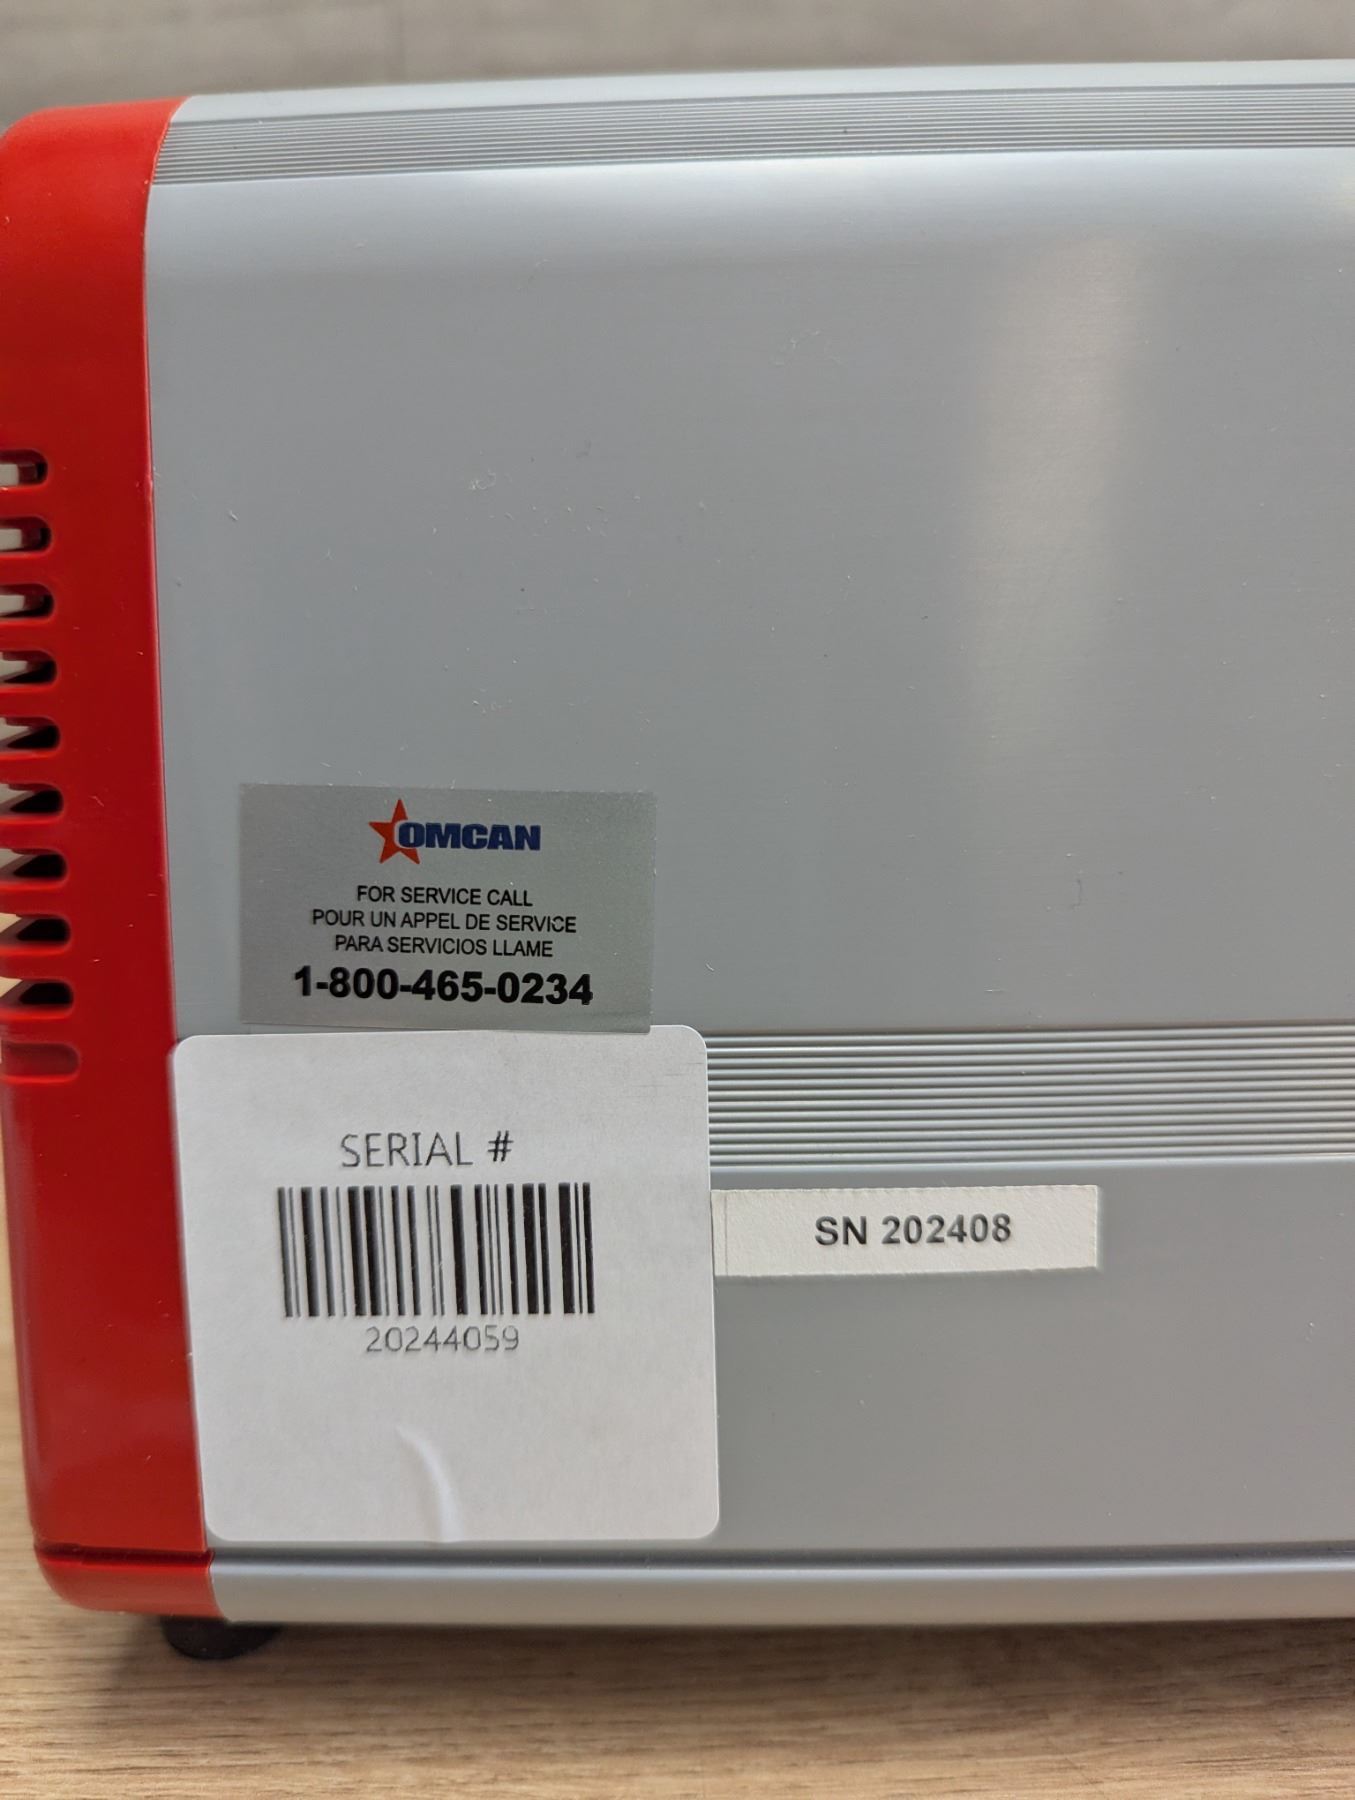 OMCAN
FOR SERVICE CALL
POUR UN APPEL DE SERVICE
PARA SERVICIOS LLAME
1-800-465-0234
SERIAL #
20244059
SN 202408